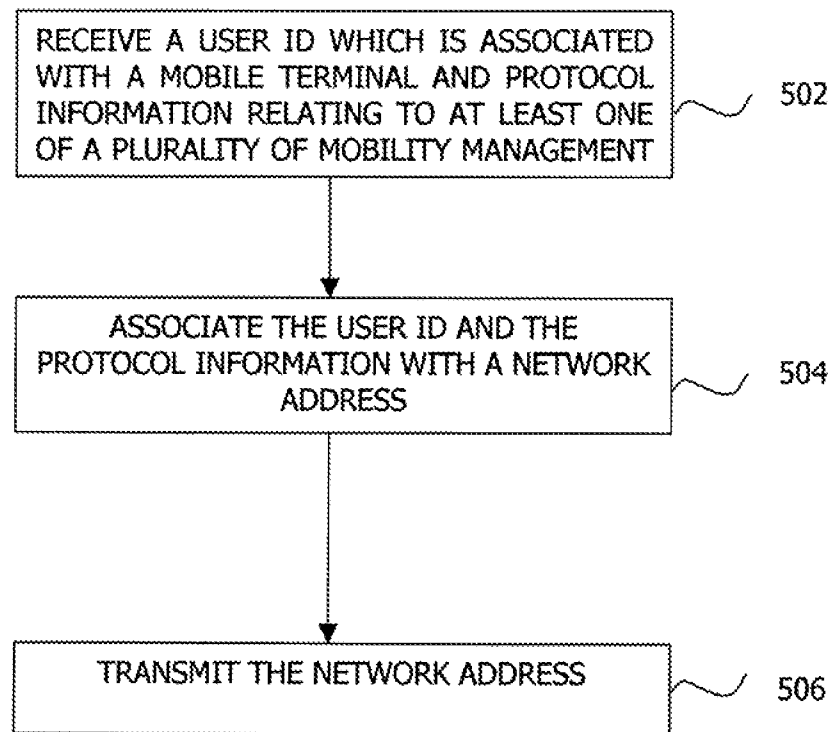 RECEIVE A USER ID WHICH IS ASSOCIATED
WITH A MOBILE TERMINAL AND PROTOCOL
INFORMATION RELATING TO AT LEAST ONE
OF A PLURALITY OF MOBILITY MANAGEMENT
502
ASSOCIATE THE USER ID AND THE
PROTOCOL INFORMATION WITH A NETWORK
ADDRESS
504
TRANSMIT THE NETWORK ADDRESS
506